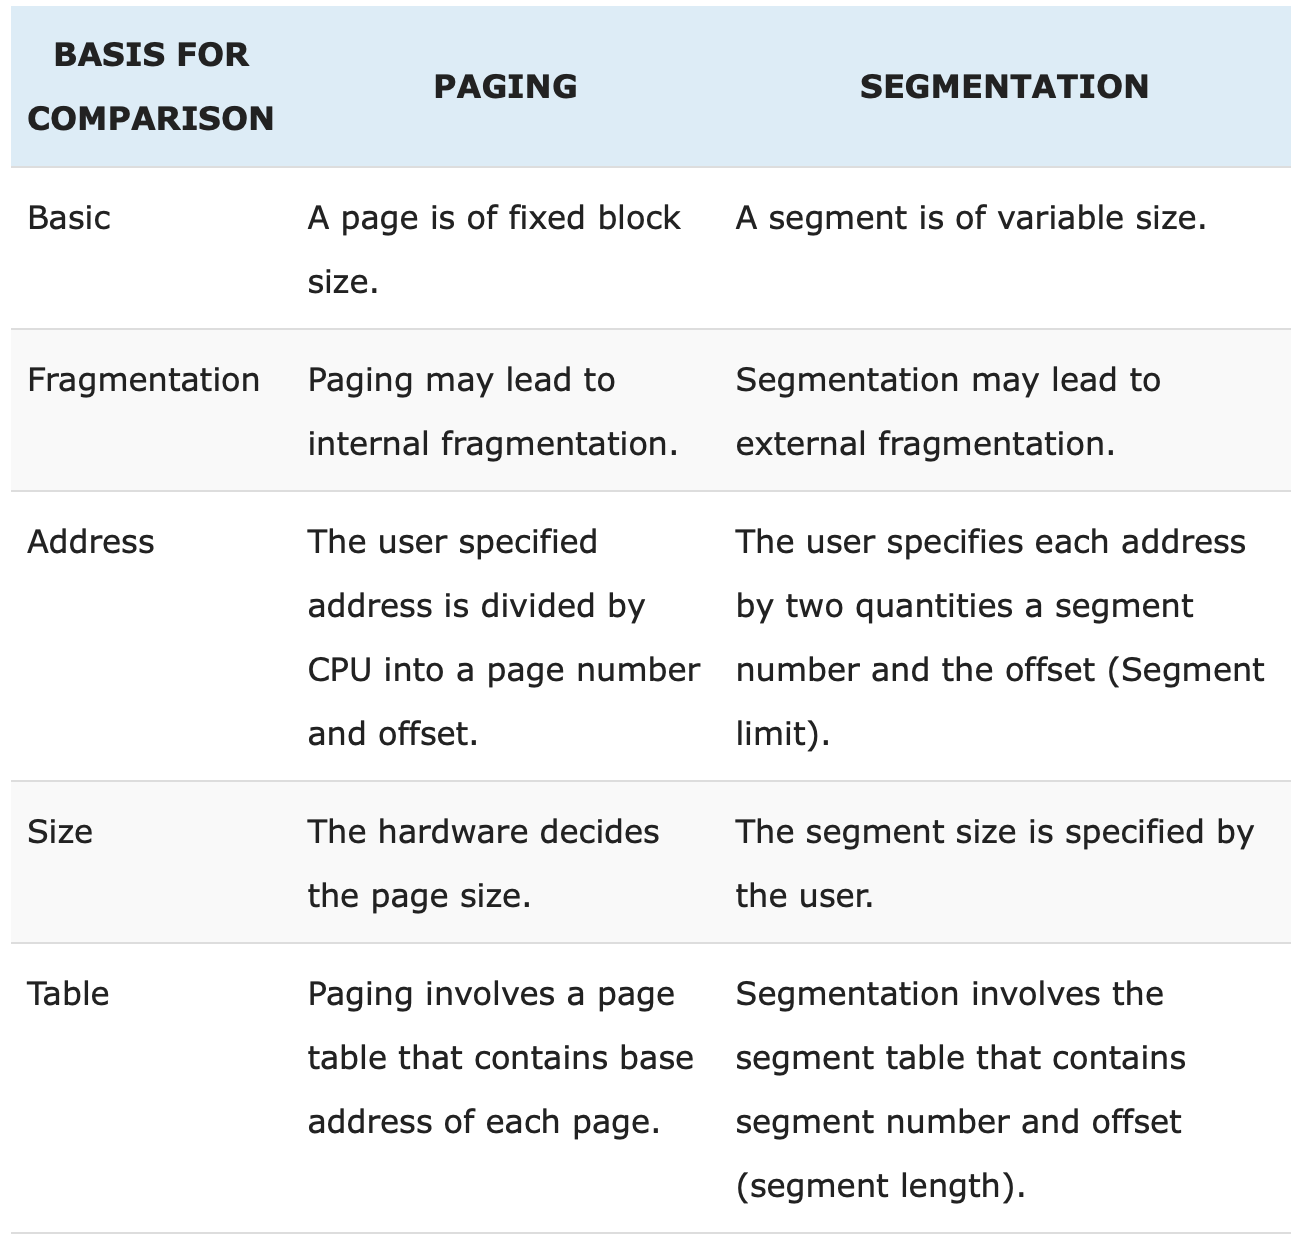 BASIS FOR
COMPARISON
PAGING
SEGMENTATION
Basic
A page is of fixed block
size.
A segment is of variable size.
Fragmentation
Paging may lead to
internal fragmentation.
Segmentation may lead to
external fragmentation.
Address
The user specified
address is divided by
CPU into a page number
and offset.
The user specifies each address
by two quantities a segment
number and the offset (Segment
limit).
Size
The hardware decides
the page size.
The segment size is specified by
the user.
Table
Paging involves a page
table that contains base
address of each page.
Segmentation involves the
segment table that contains
segment number and offset
(segment length).